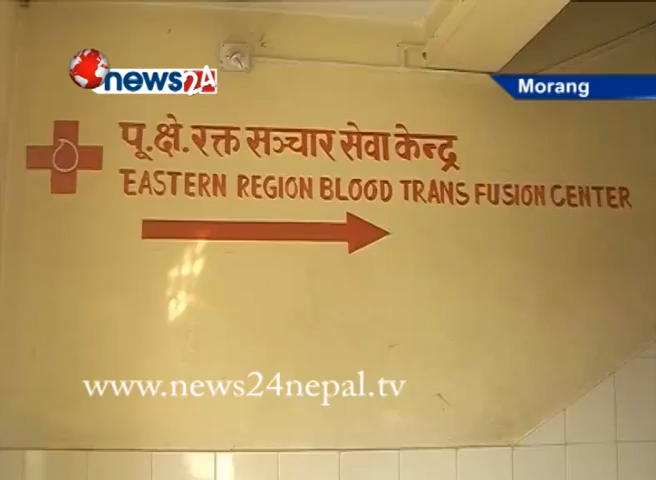 news24
Morang
पू.क्षे.रक्त सञ्चार सेवा केन्द्र
EASTERN REGION BLOOD TRANS FUSION CENTER
www.news24nepal.tv